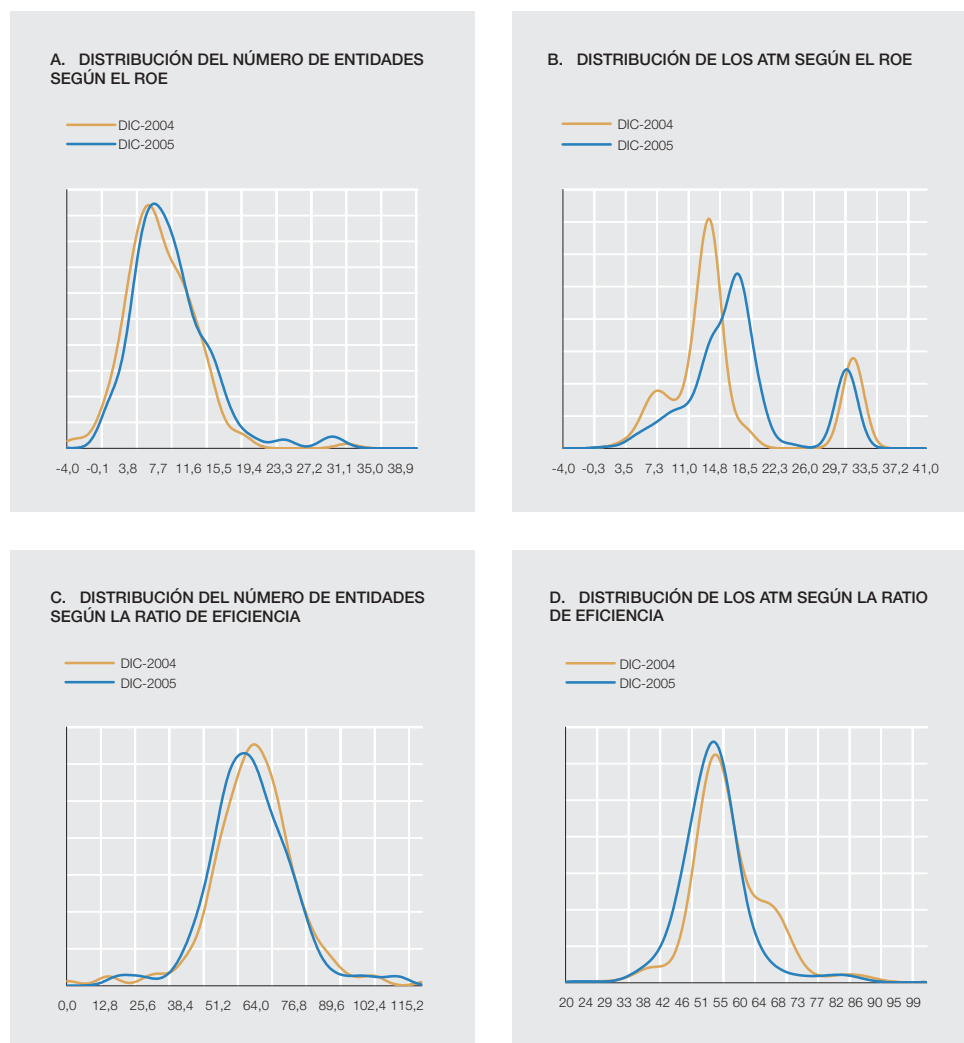 A. DISTRIBUCIÓN DEL NÚMERO DE ENTIDADES
SEGÚN EL ROE
DIC-2004
DIC-2005
-4,0 -0,1 3,8 7,7 11,6 15,5 19,4 23,3 27,2 31,1 35,0 38,9
B. DISTRIBUCIÓN DE LOS ATM SEGÚN EL ROE
DIC-2004
DIC-2005
-4,0 -0,3 3,5 7,3 11,0 14,8 18,5 22,3 26,0 29,7 33,5 37,2 41,0
C. DISTRIBUCIÓN DEL NÚMERO DE ENTIDADES
SEGÚN LA RATIO DE EFICIENCIA
DIC-2004
DIC-2005
0,0 12,8 25,6 38,4 51,2 64,0 76,8 89,6 102,4 115,2
D. DISTRIBUCIÓN DE LOS ATM SEGÚN LA RATIO
DE EFICIENCIA
DIC-2004
DIC-2005
20 24 29 33 38 42 46 51 55 60 64 68 73 77 82 86 90 95 99